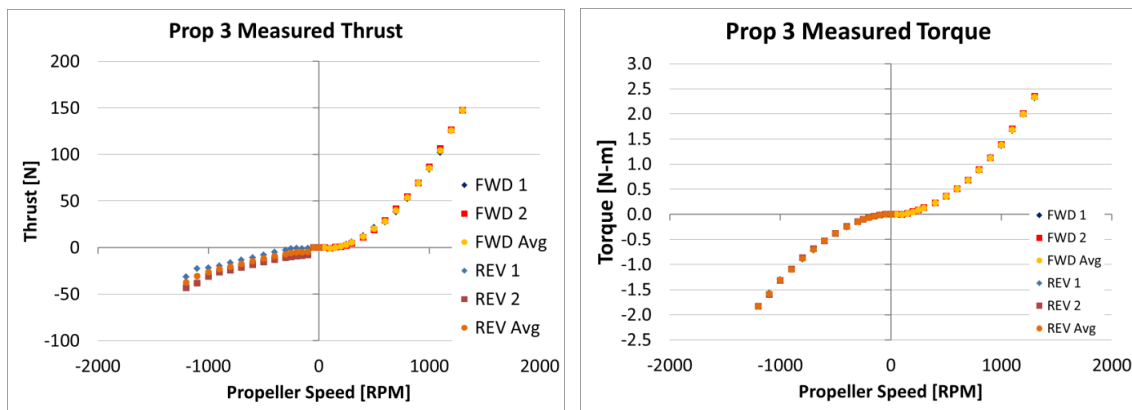 Prop 3 Measured Thrust
Thrust [N]
200
150
100
50
0
-50
-100
-2000 -1000 0 1000 2000
Propeller Speed [RPM]
FWD 1
FWD 2
FWD Avg
REV 1
REV 2
REV Avg
Prop 3 Measured Torque
Torque [N-m]
3.0
2.5
2.0
1.5
1.0
0.5
0.0
-0.5
-1.0
-1.5
-2.0
-2.5
-2000 -1000 0 1000 2000
Propeller Speed [RPM]
FWD 1
FWD 2
FWD Avg
REV 1
REV 2
REV Avg